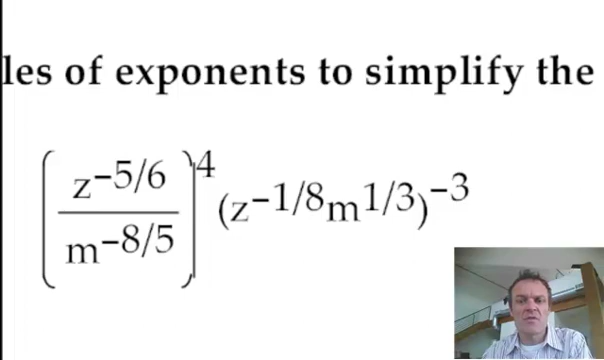 les of exponents to simplify the
( z^−5/6 / m^−8/5 )^4 (z^−1/8 m^1/3)^−3